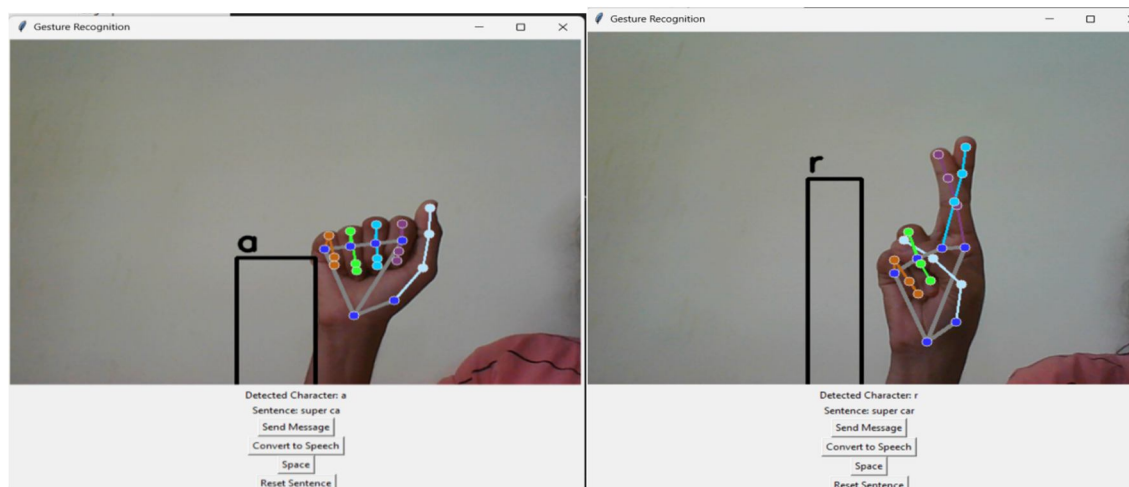 Gesture Recognition
a
Detected Character: a
Sentence: super ca
Send Message
Convert to Speech
Space
Reset Sentence
Gesture Recognition
r
Detected Character: r
Sentence: super car
Send Message
Convert to Speech
Space
Reset Sentence